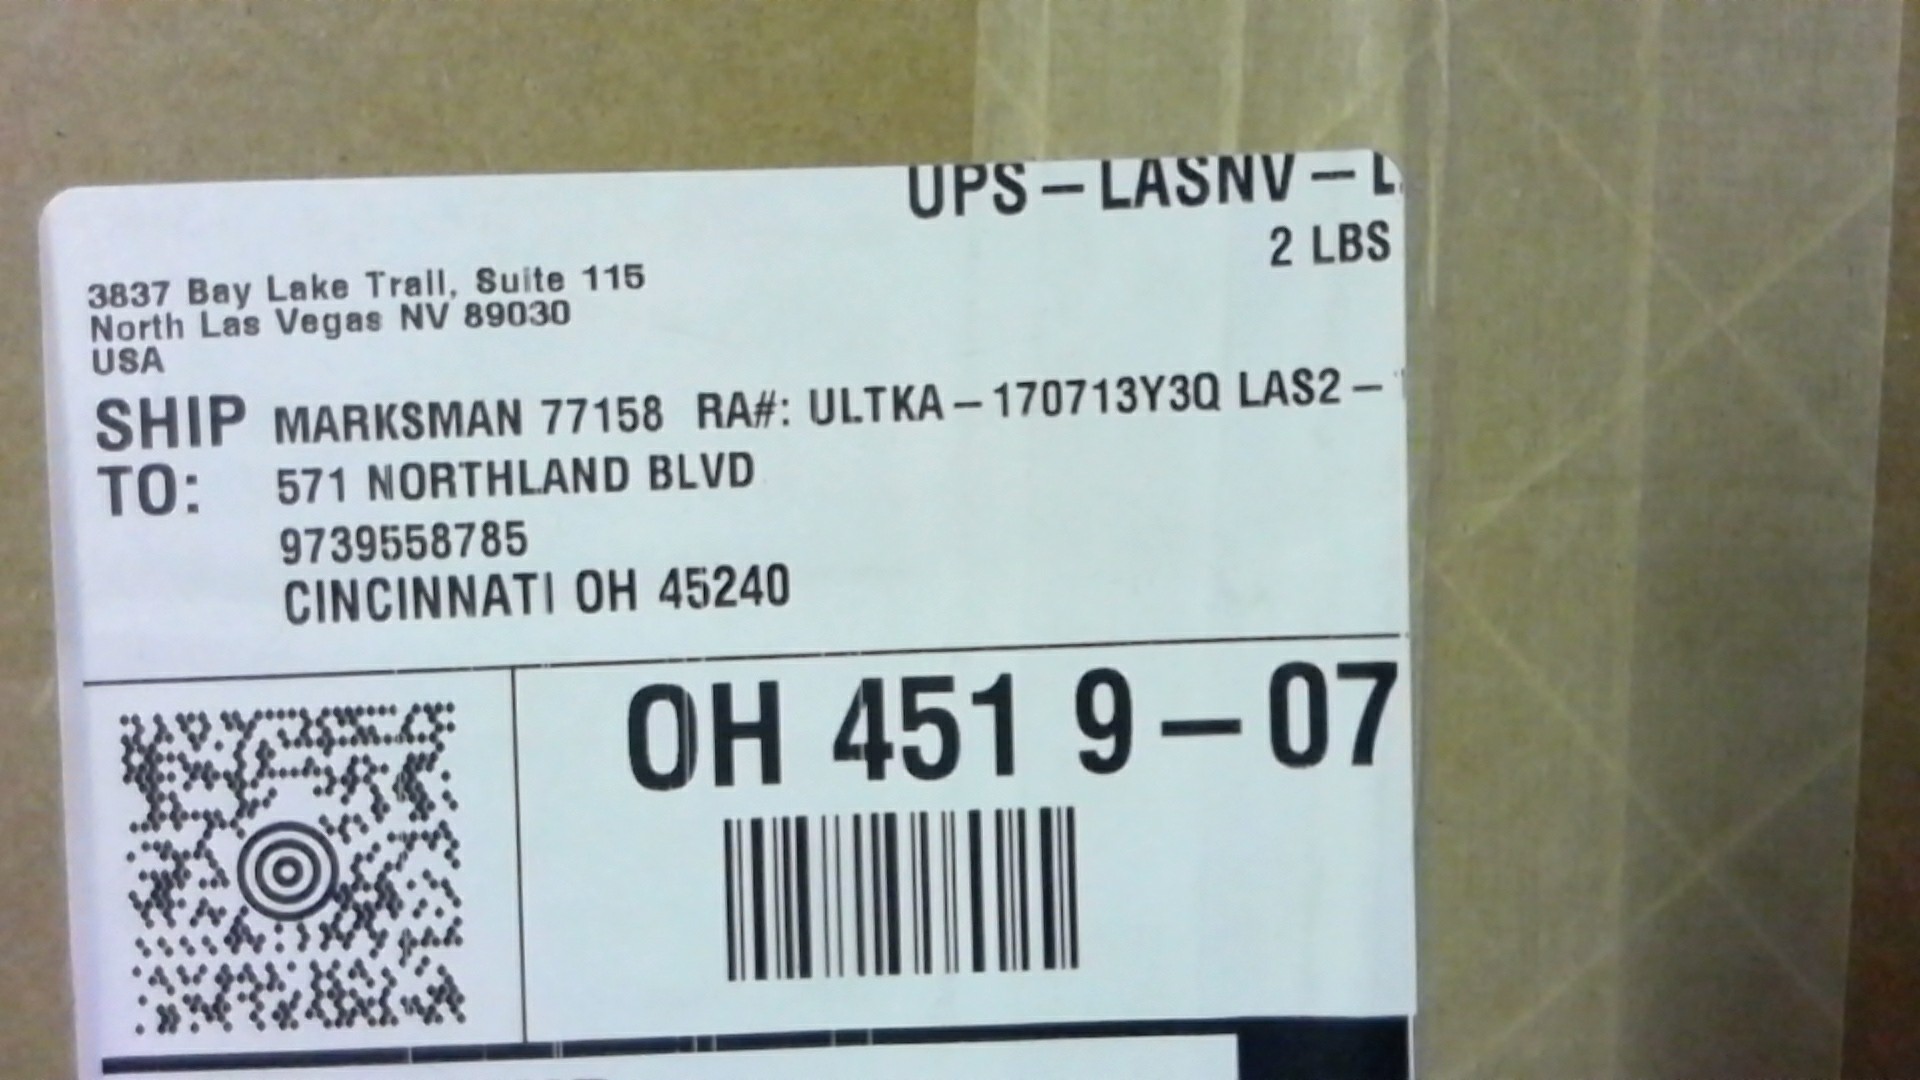 UPS-LASNV-L
2 LBS
3837 Bay Lake Trail, Suite 115
North Las Vegas NV 89030
USA
SHIP TO:
MARKSMAN 77158 RA#: ULTKA-170713Y3Q LAS2-
571 NORTHLAND BLVD
9739558785
CINCINNATI OH 45240
OH 451 9-07